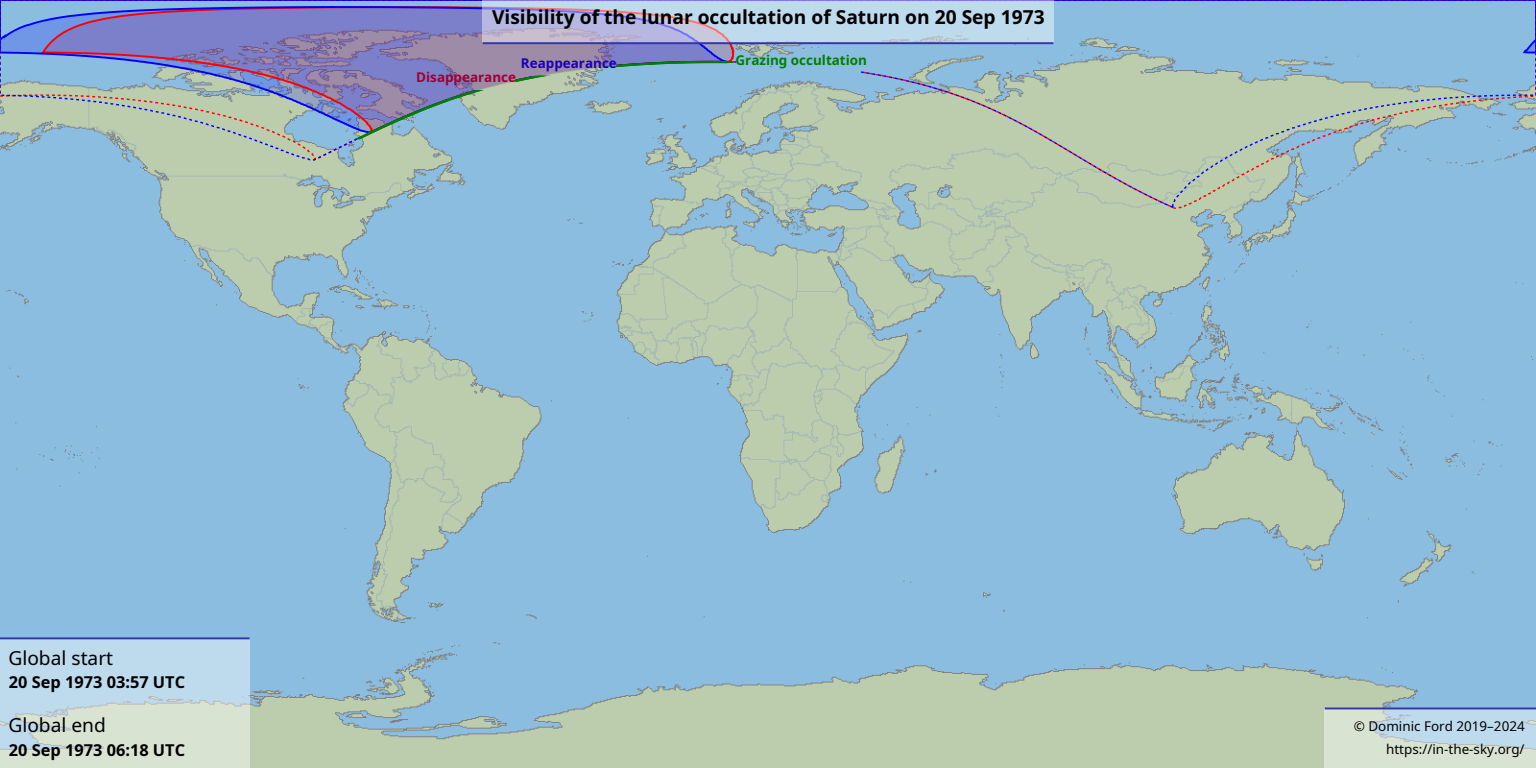 Visibility of the lunar occultation of Saturn on 20 Sep 1973
Grazing occultation
Reappearance
Disappearance
Global start
20 Sep 1973 03:57 UTC
Global end
20 Sep 1973 06:18 UTC
© Dominic Ford 2019–2024
https://in-the-sky.org/